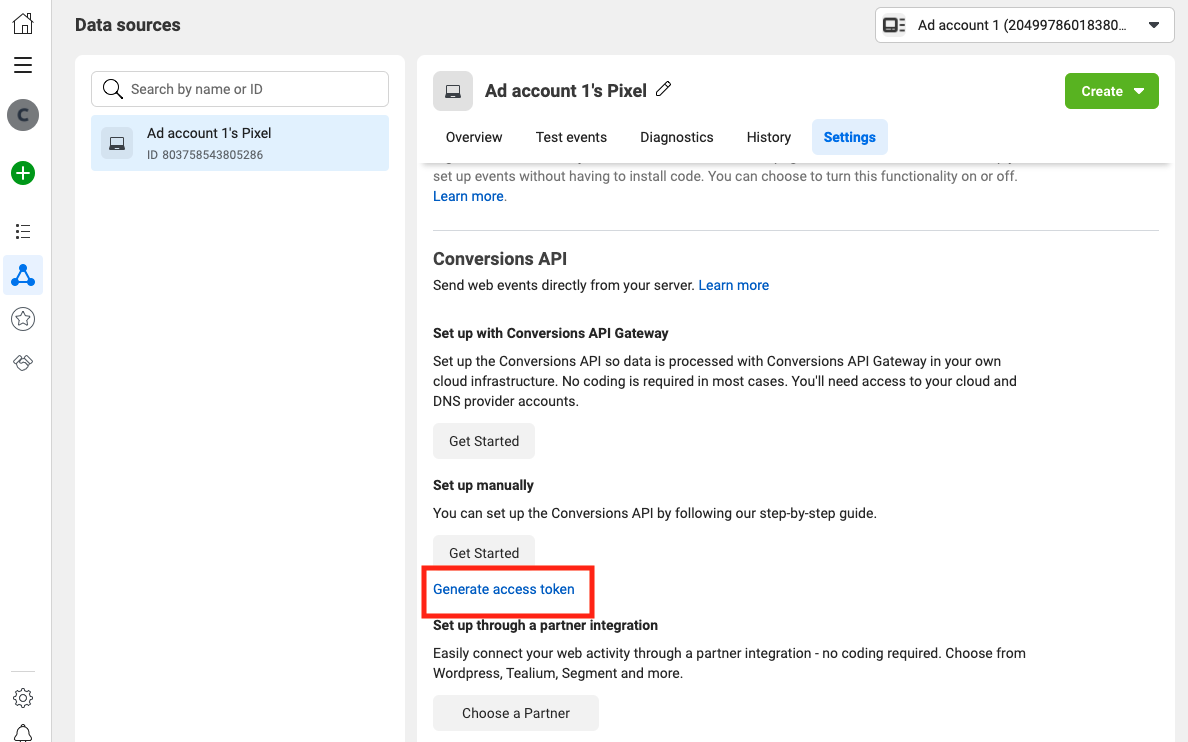 Data sources
Ad account 1 (20499786018380...
Search by name or ID
Ad account 1's Pixel
ID 803758543805286
C
Ad account 1's Pixel
Create
Overview
Test events
Diagnostics
History
Settings
set up events without having to install code. You can choose to turn this functionality on or off.
Learn more.
Conversions API
Send web events directly from your server. Learn more
Set up with Conversions API Gateway
Set up the Conversions API so data is processed with Conversions API Gateway in your own
cloud infrastructure. No coding is required in most cases. You'll need access to your cloud and
DNS provider accounts.
Get Started
Set up manually
You can set up the Conversions API by following our step-by-step guide.
Get Started
Generate access token
Set up through a partner integration
Easily connect your web activity through a partner integration - no coding required. Choose from
Wordpress, Tealium, Segment and more.
Choose a Partner